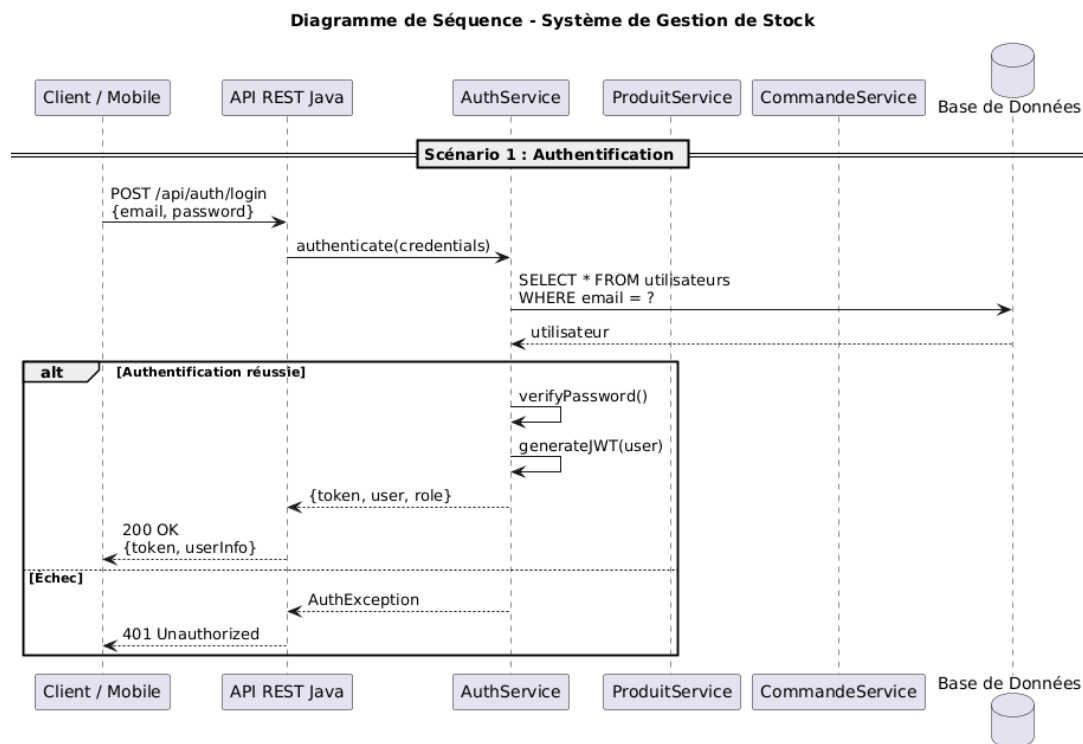 Diagramme de Séquence - Système de Gestion de Stock
Client / Mobile
API REST Java
AuthService
ProduitService
CommandeService
Base de Données
Scénario 1 : Authentification
POST /api/auth/login
{email, password}
authenticate(credentials)
SELECT * FROM utilisateurs
WHERE email = ?
utilisateur
alt
[Authentification réussie]
verifyPassword()
generateJWT(user)
{token, user, role}
200 OK
{token, userInfo}
[Échec]
AuthException
401 Unauthorized
Client / Mobile
API REST Java
AuthService
ProduitService
CommandeService
Base de Données